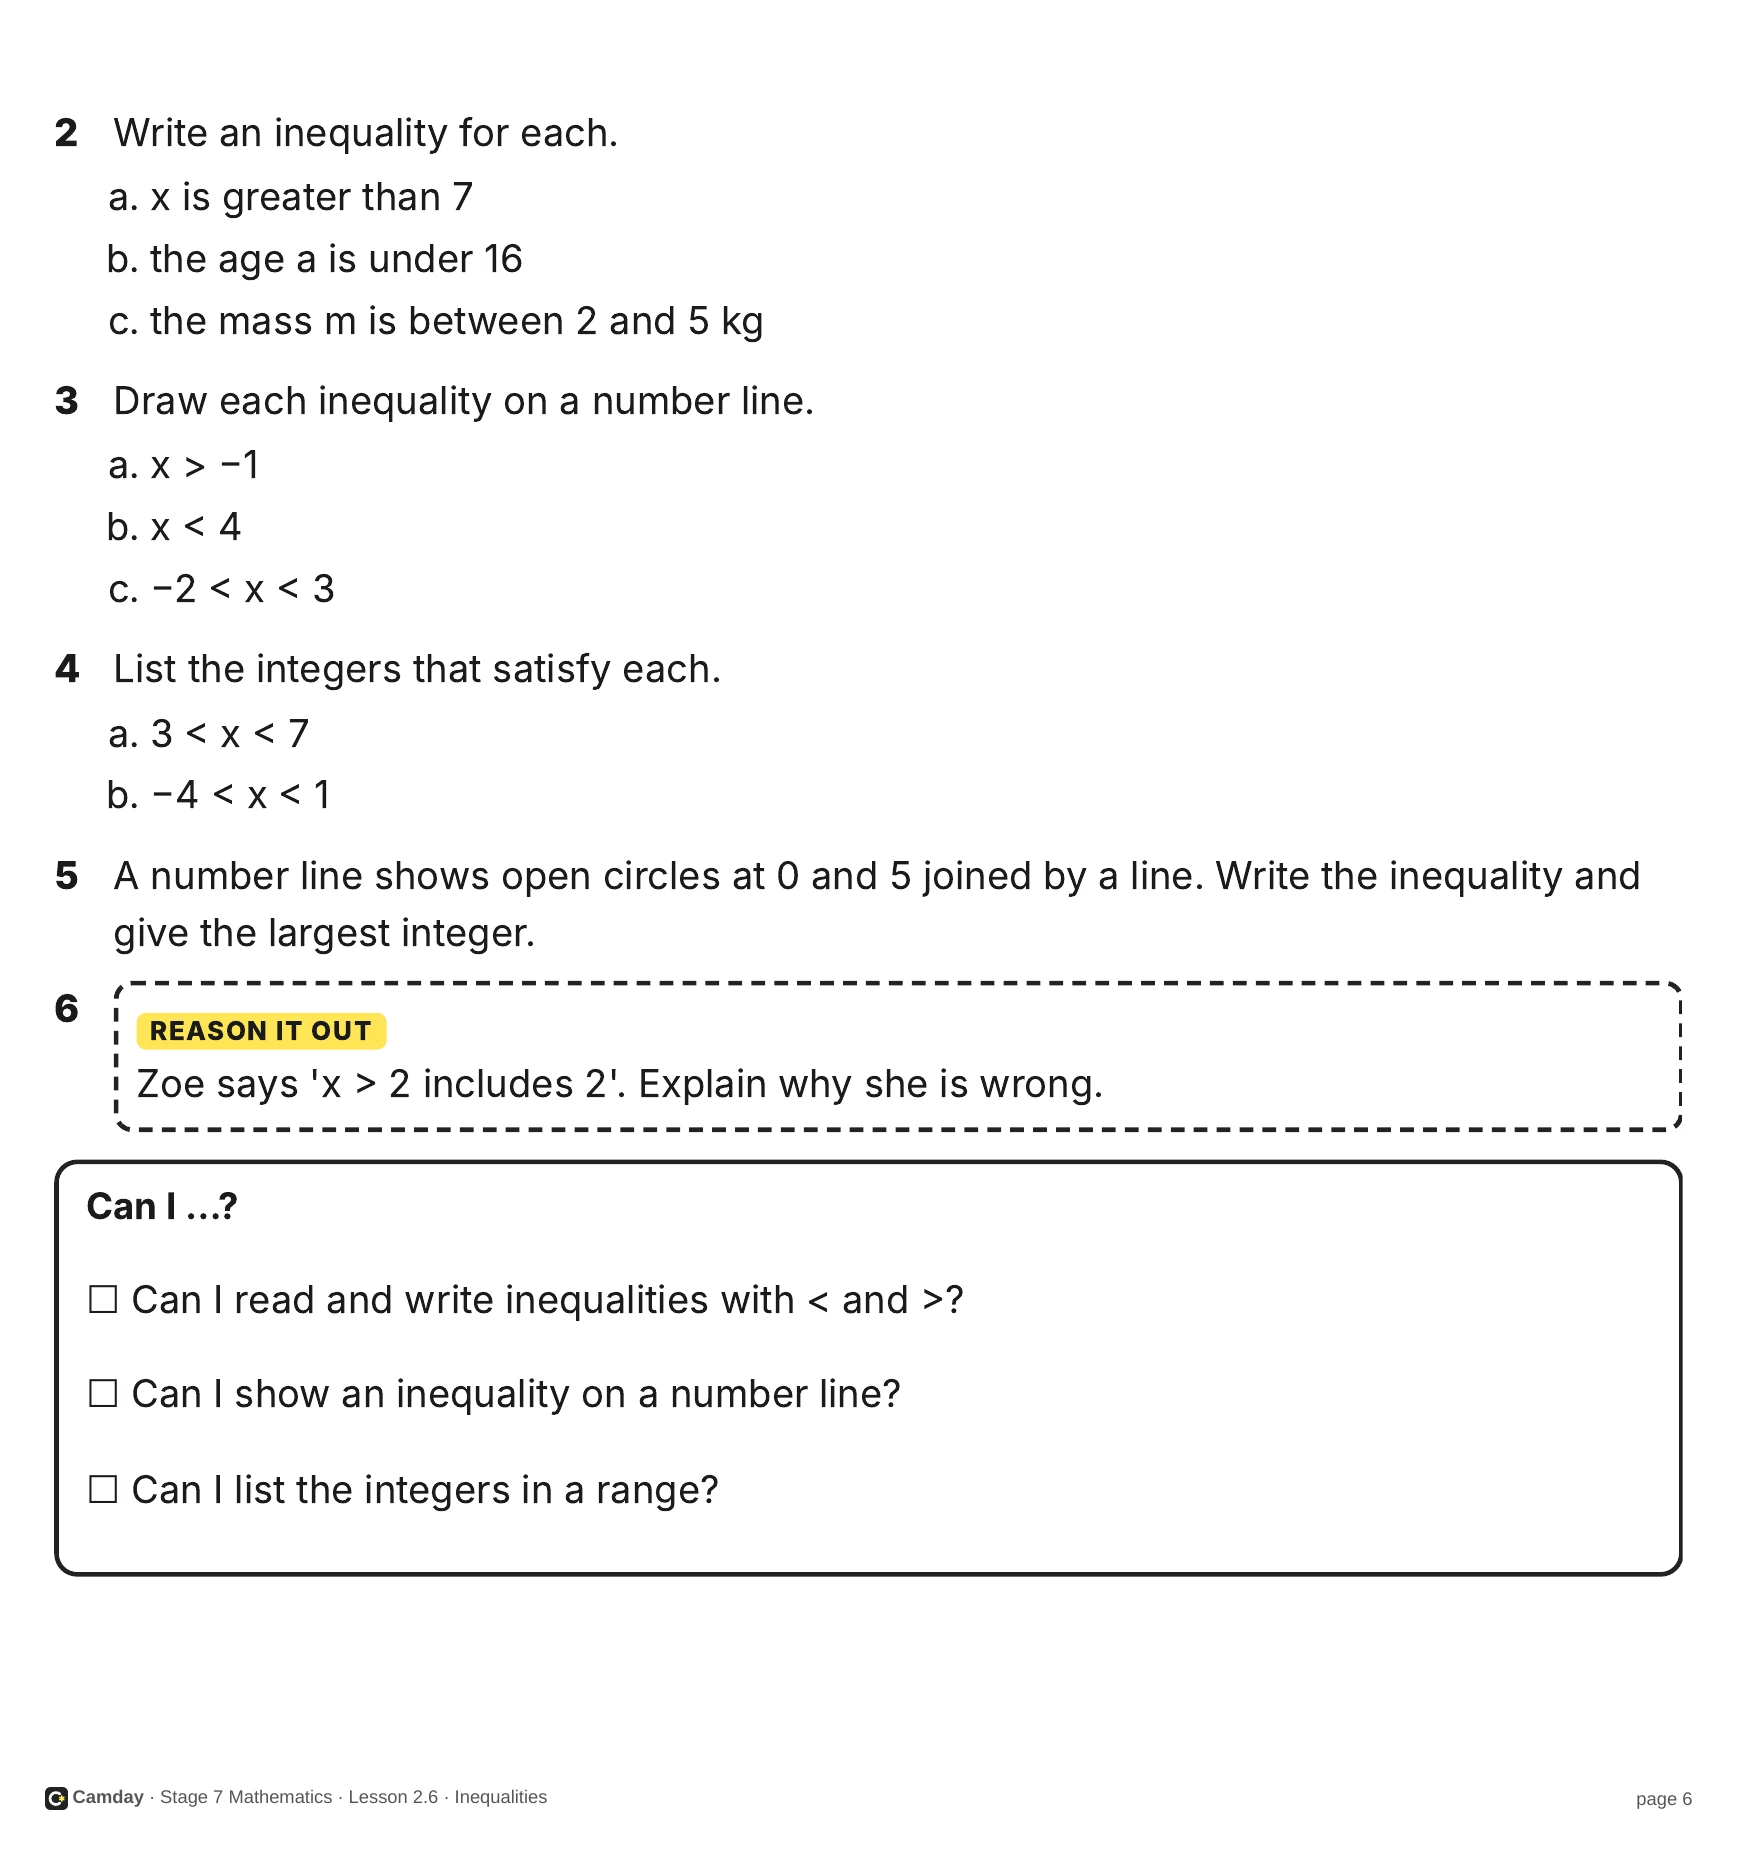 2 Write an inequality for each.
a. x is greater than 7
b. the age a is under 16
c. the mass m is between 2 and 5 kg
3 Draw each inequality on a number line.
a. x > −1
b. x < 4
c. −2 < x < 3
4 List the integers that satisfy each.
a. 3 < x < 7
b. −4 < x < 1
5 A number line shows open circles at 0 and 5 joined by a line. Write the inequality and
give the largest integer.
6
REASON IT OUT
Zoe says 'x > 2 includes 2'. Explain why she is wrong.
Can I …?
☐ Can I read and write inequalities with < and >?
☐ Can I show an inequality on a number line?
☐ Can I list the integers in a range?
Camday · Stage 7 Mathematics · Lesson 2.6 · Inequalities
page 6